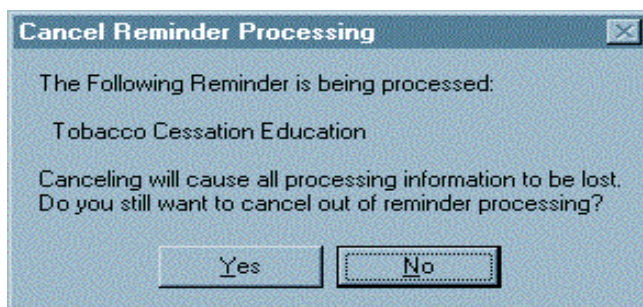 Cancel Reminder Processing
The Following Reminder is being processed:
Tobacco Cessation Education
Canceling will cause all processing information to be lost.
Do you still want to cancel out of reminder processing?
Yes No